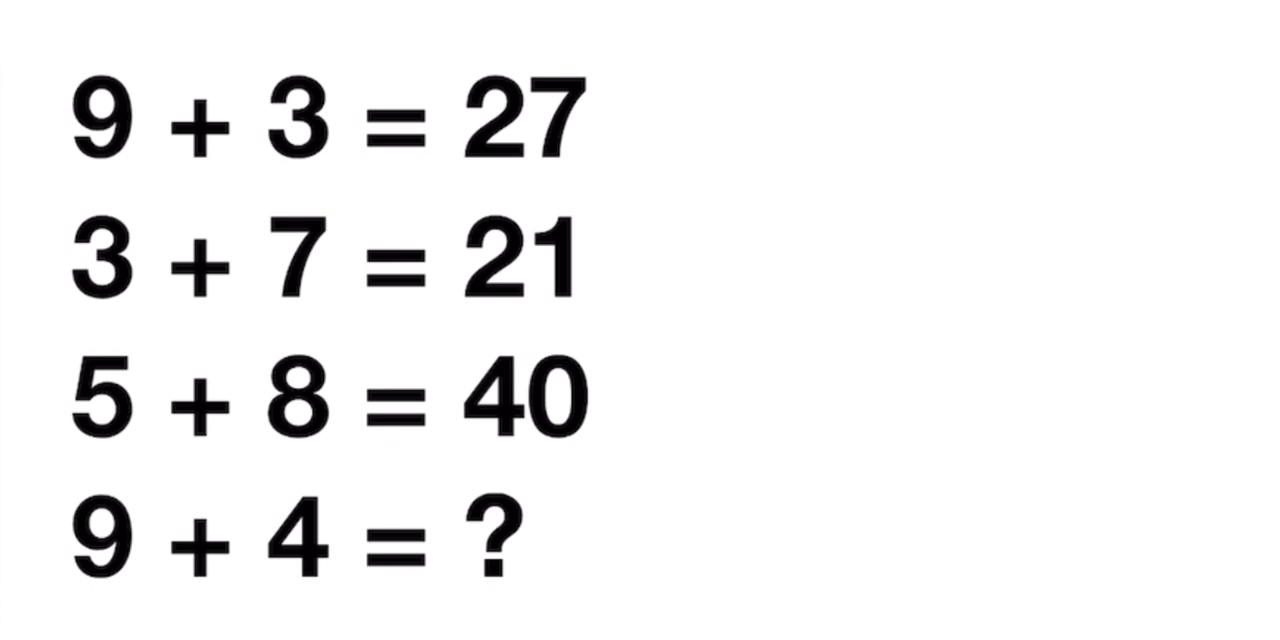 9 + 3 = 27
3 + 7 = 21
5 + 8 = 40
9 + 4 = ?